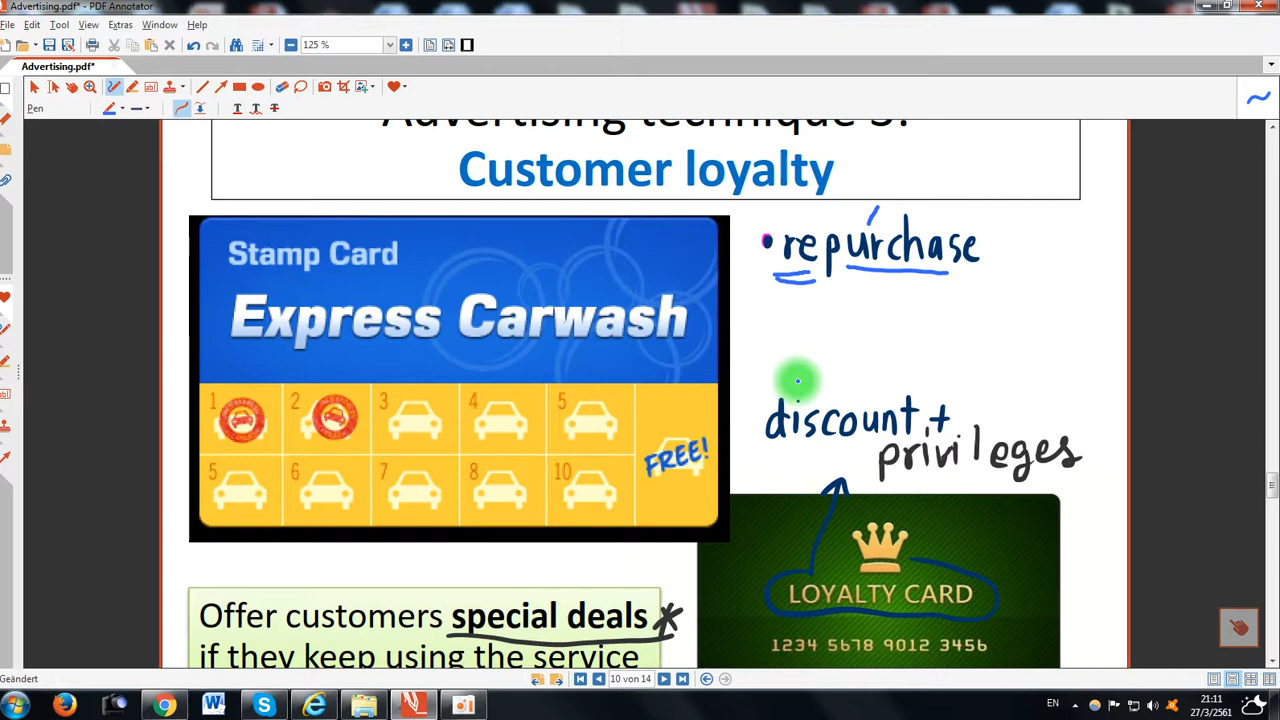 Advertising.pdf* - PDF Annotator
File Edit Tool View Extras Window Help
125 %
Advertising.pdf*
Pen
Advertising technique 3:
Customer loyalty
Stamp Card
Express Carwash
1 2 3 4 5
5 6 7 8 10
FREE!
• repurchase
discount +
privileges
LOYALTY CARD
1234 5678 9012 3456
Offer customers special deals *
if they keep using the service
Geändert
10 von 14
EN
21:11
27/3/2561